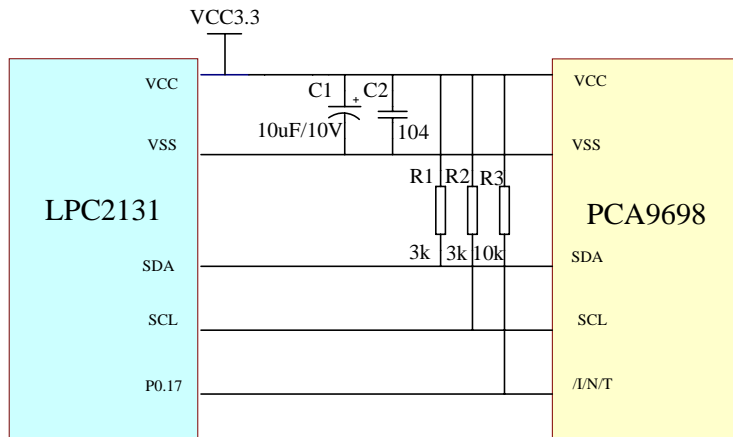 VCC3.3
VCC
C1
C2
VCC
+
10uF/10V
104
VSS
VSS
R1
R2
R3
LPC2131
PCA9698
3k
3k
10k
SDA
SDA
SCL
SCL
P0.17
/I/N/T